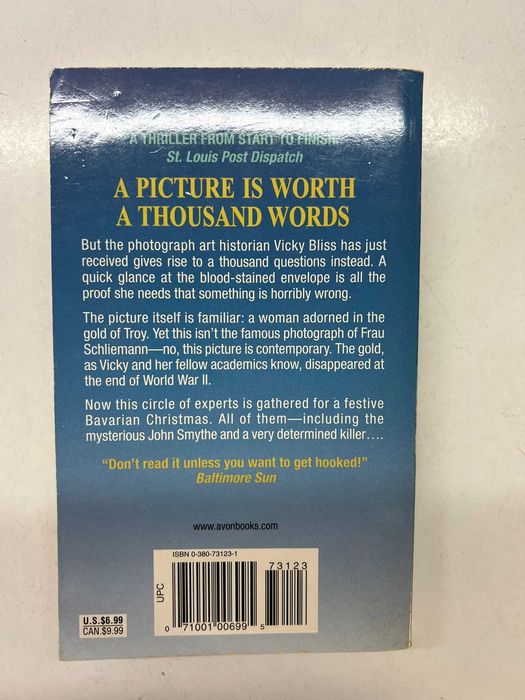 "A THRILLER FROM START TO FINISH."
St. Louis Post Dispatch
A PICTURE IS WORTH
A THOUSAND WORDS
But the photograph art historian Vicky Bliss has just
received gives rise to a thousand questions instead. A
quick glance at the blood-stained envelope is all the
proof she needs that something is horribly wrong.
The picture itself is familiar: a woman adorned in the
gold of Troy. Yet this isn't the famous photograph of Frau
Schliemann—no, this picture is contemporary. The gold,
as Vicky and her fellow academics know, disappeared at
the end of World War II.
Now this circle of experts is gathered for a festive
Bavarian Christmas. All of them—including the
mysterious John Smythe and a very determined killer....
"Don't read it unless you want to get hooked!"
Baltimore Sun
www.avonbooks.com
ISBN 0-380-73123-1
73123
UPC
0 71001 00699 5
U.S.$6.99
CAN.$9.99